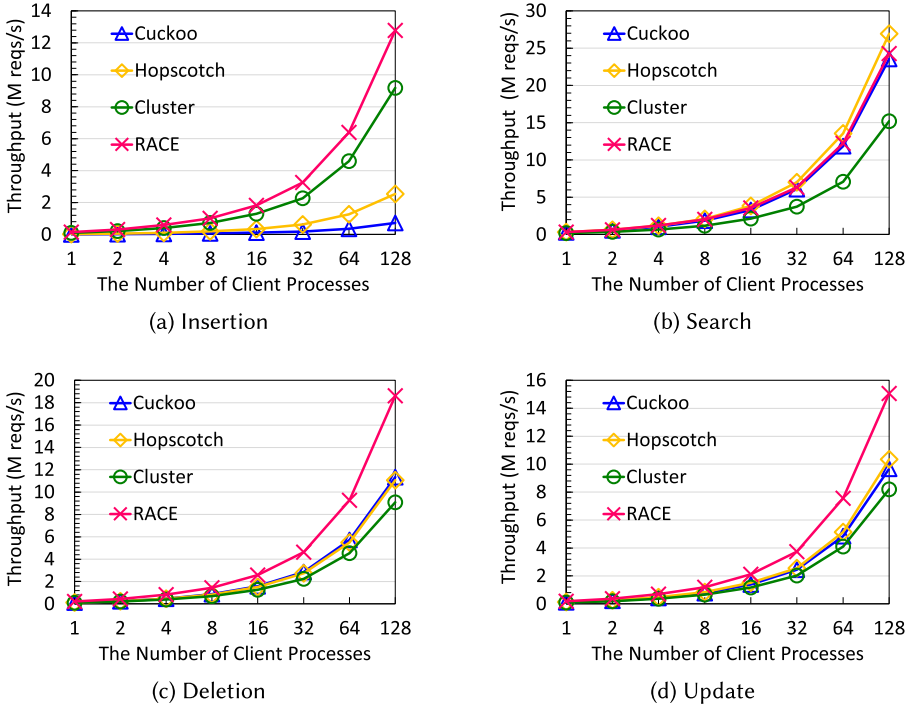 14
12
10
8
6
4
2
0
Throughput (M reqs/s)
Cuckoo
Hopscotch
Cluster
RACE
1 2 4 8 16 32 64 128
The Number of Client Processes
(a) Insertion
30
25
20
15
10
5
0
Throughput (M reqs/s)
Cuckoo
Hopscotch
Cluster
RACE
1 2 4 8 16 32 64 128
The Number of Client Processes
(b) Search
20
18
16
14
12
10
8
6
4
2
0
Throughput (M reqs/s)
Cuckoo
Hopscotch
Cluster
RACE
1 2 4 8 16 32 64 128
The Number of Client Processes
(c) Deletion
16
14
12
10
8
6
4
2
0
Throughput (M reqs/s)
Cuckoo
Hopscotch
Cluster
RACE
1 2 4 8 16 32 64 128
The Number of Client Processes
(d) Update